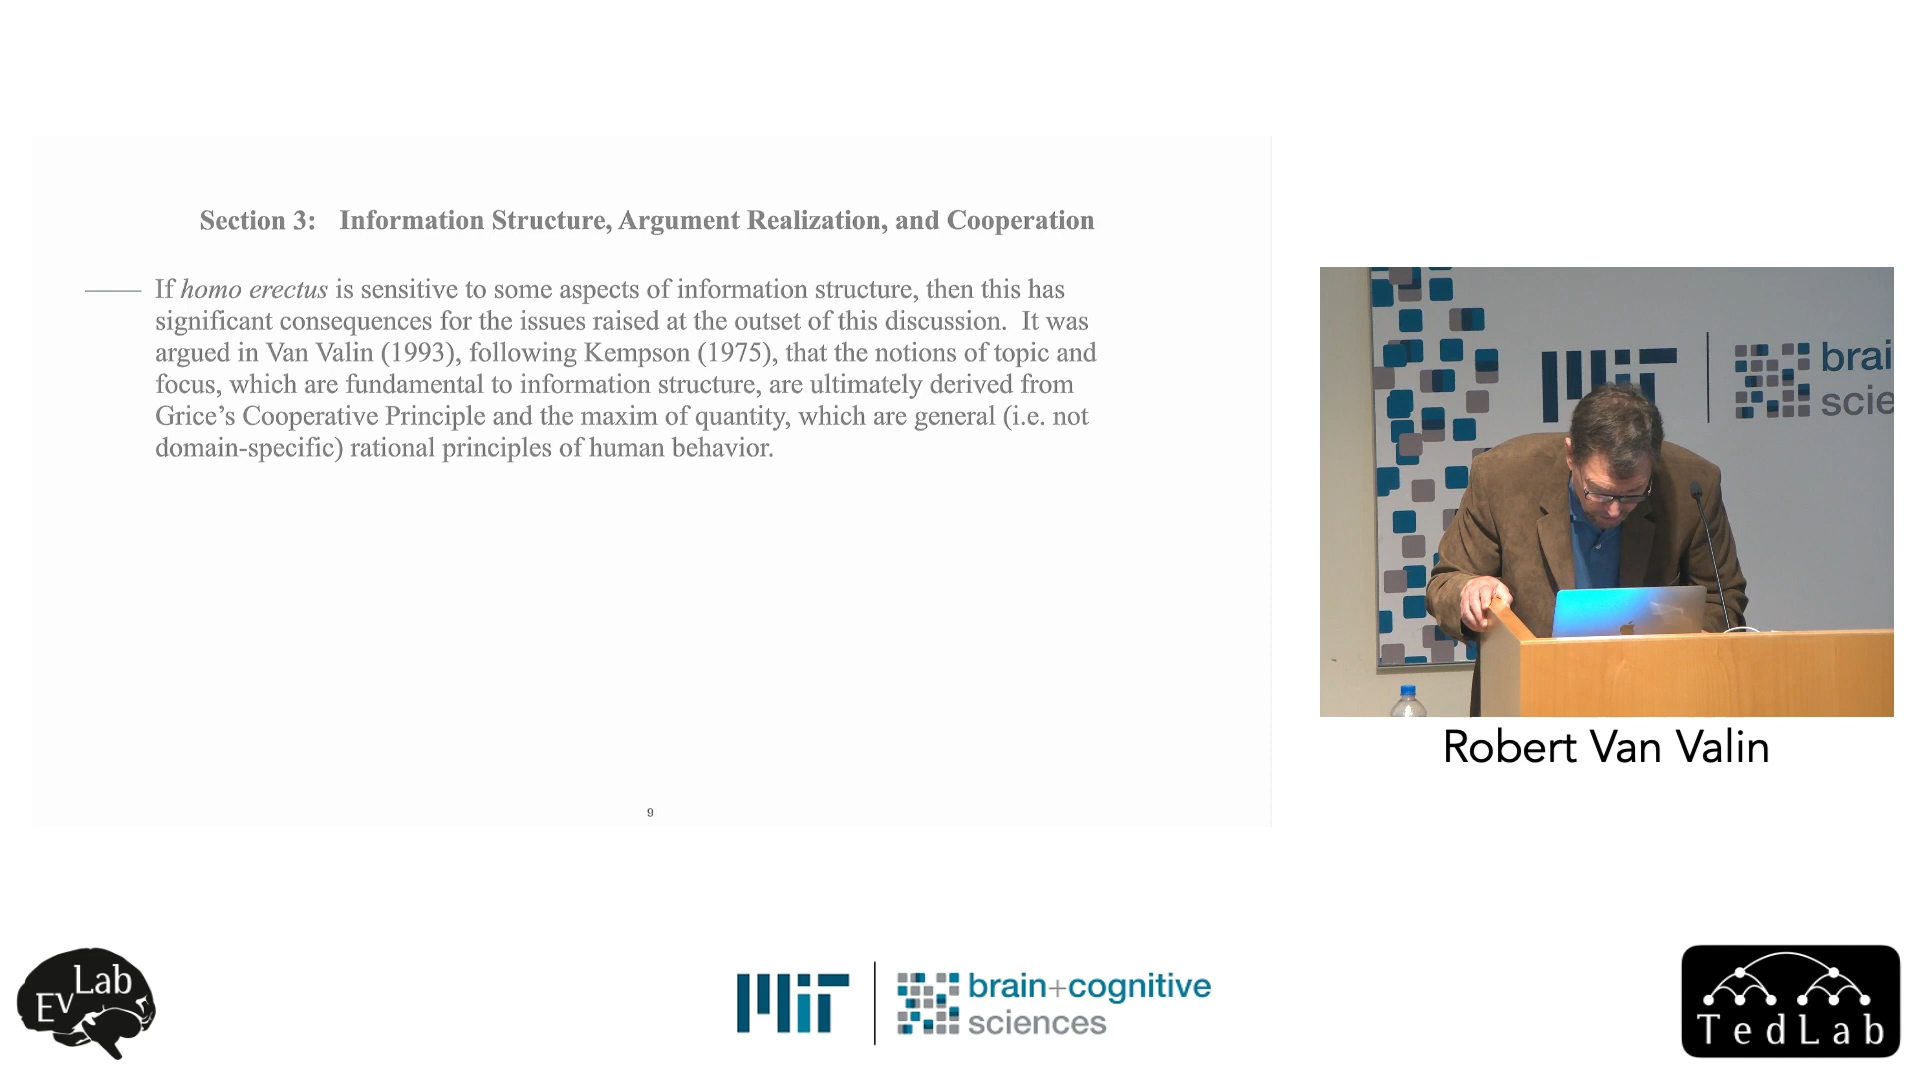 Section 3: Information Structure, Argument Realization, and Cooperation
If homo erectus is sensitive to some aspects of information structure, then this has
significant consequences for the issues raised at the outset of this discussion. It was
argued in Van Valin (1993), following Kempson (1975), that the notions of topic and
focus, which are fundamental to information structure, are ultimately derived from
Grice’s Cooperative Principle and the maxim of quantity, which are general (i.e. not
domain-specific) rational principles of human behavior.
9
MIT
brai
scie
Robert Van Valin
EvLab
MIT
brain+cognitive
sciences
TedLab